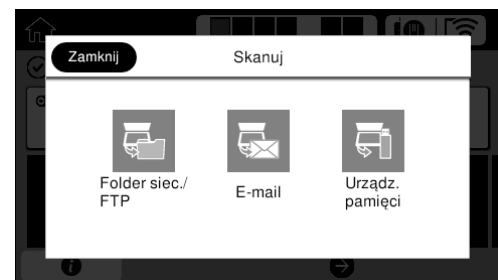 Zamknij
Skanuj
Folder siec./
FTP
E-mail
Urządz.
pamięci